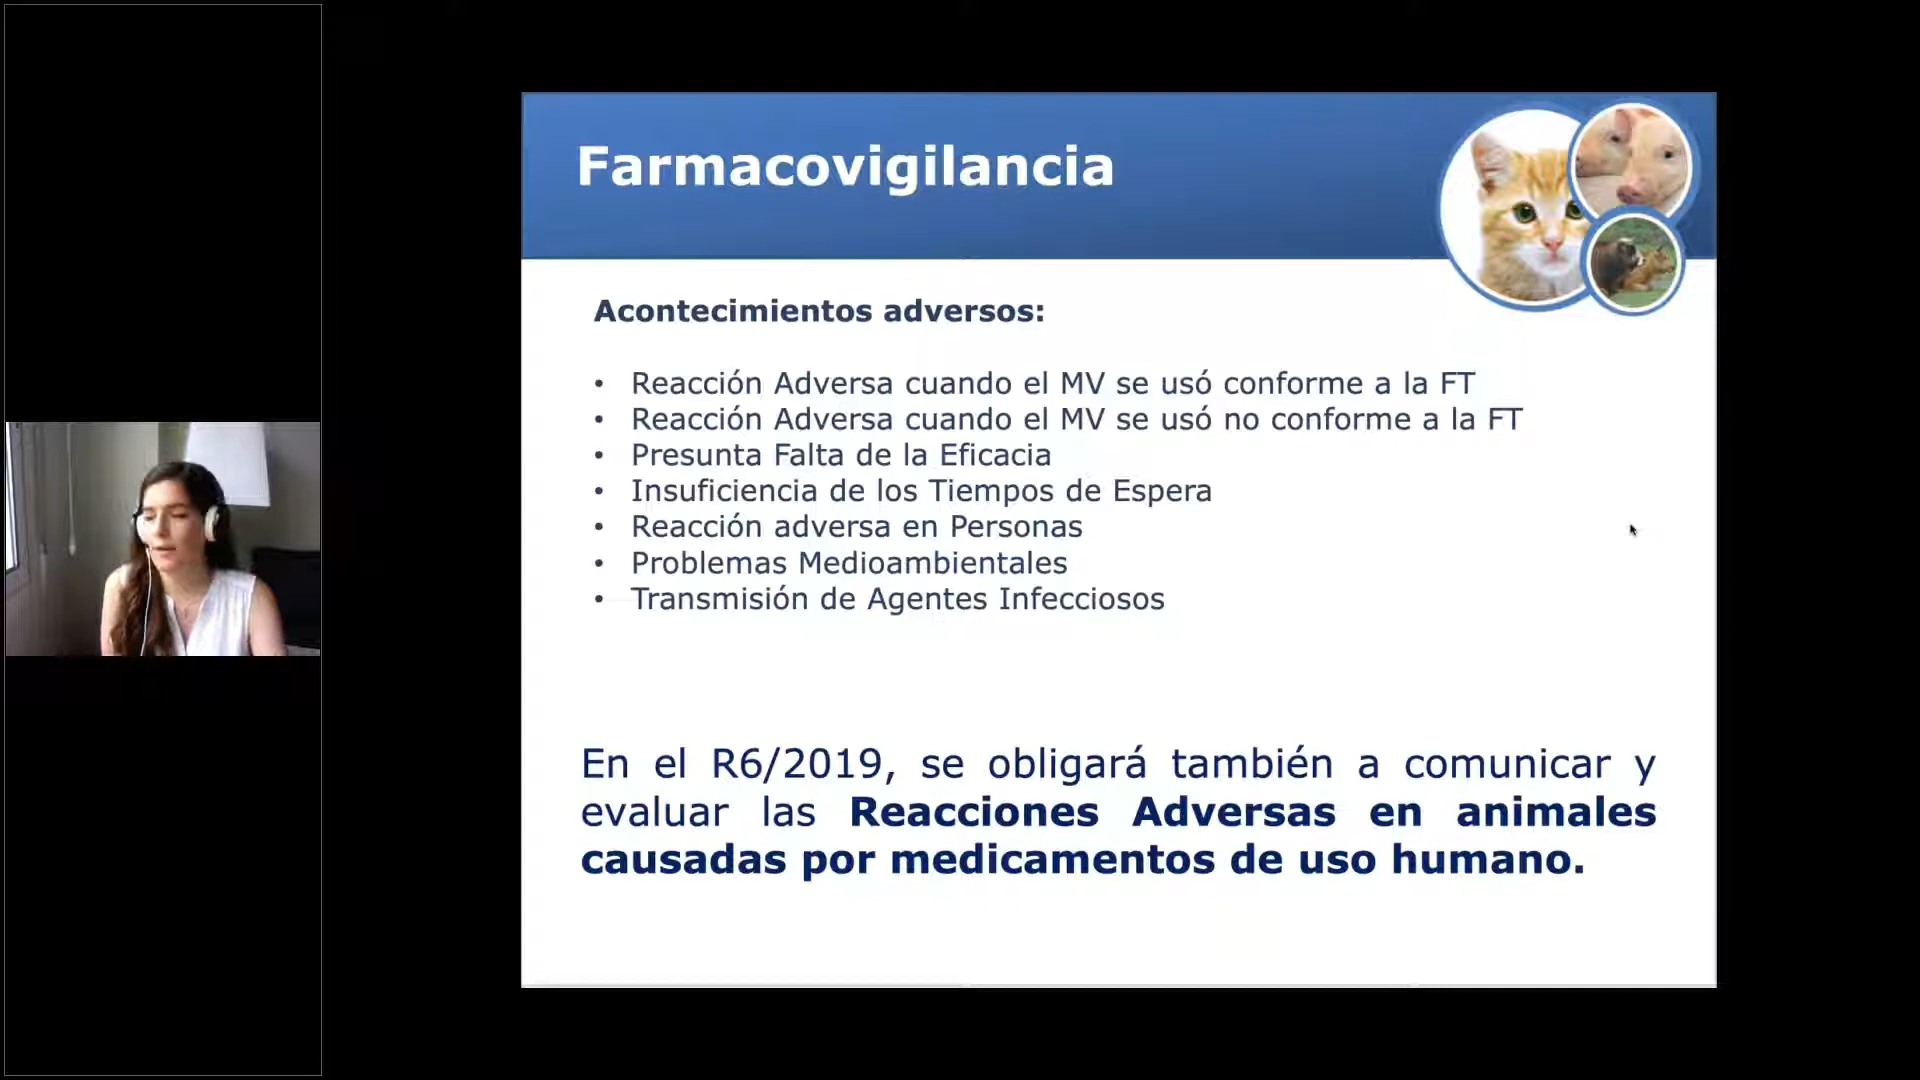 Farmacovigilancia
Acontecimientos adversos:
• Reacción Adversa cuando el MV se usó conforme a la FT
• Reacción Adversa cuando el MV se usó no conforme a la FT
• Presunta Falta de la Eficacia
• Insuficiencia de los Tiempos de Espera
• Reacción adversa en Personas
• Problemas Medioambientales
• Transmisión de Agentes Infecciosos
En el R6/2019, se obligará también a comunicar y
evaluar las Reacciones Adversas en animales
causadas por medicamentos de uso humano.